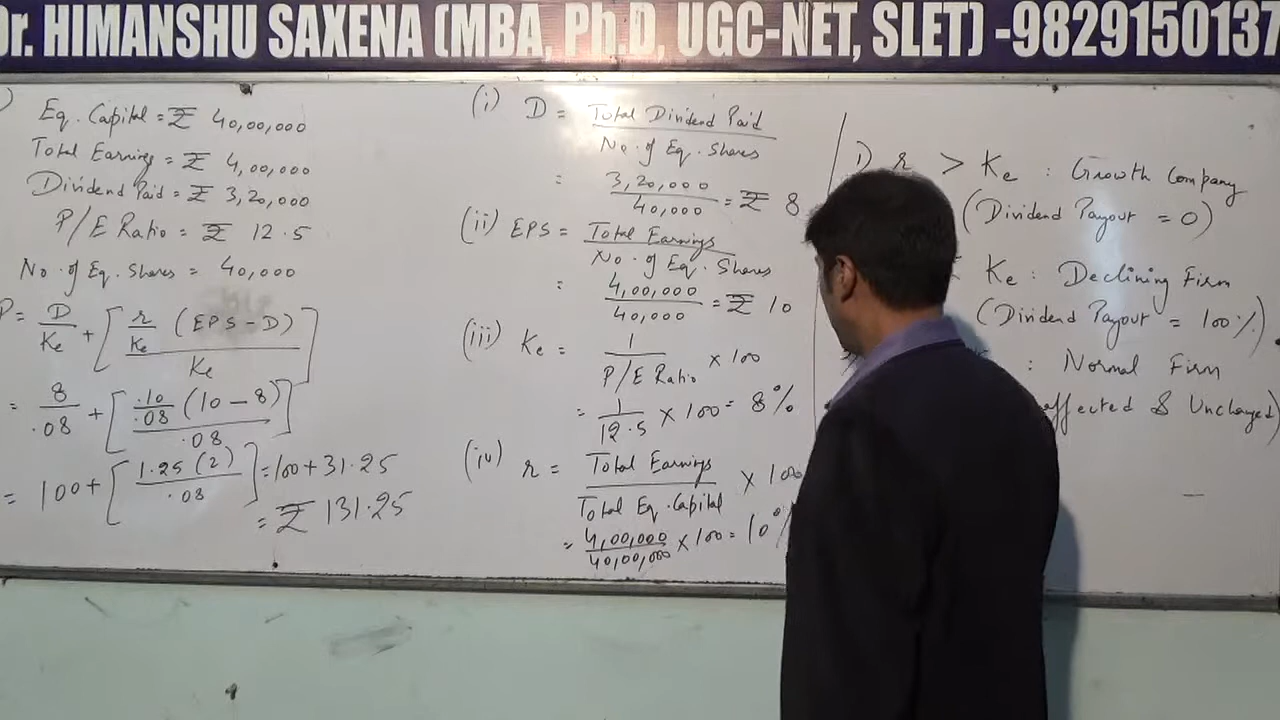 Dr. HIMANSHU SAXENA (MBA, Ph.D, UGC-NET, SLET) -9829150137
)
Eq. Capital = ₹ 40,00,000
Total Earnings = ₹ 4,00,000
Dividend Paid = ₹ 3,20,000
P/E Ratio = ₹ 12.5
No. of Eq. Shares = 40,000
P = D/Ke + [ r/Ke (EPS - D) / Ke ]
= 8/.08 + [ .10/.08 (10 - 8) / .08 ]
= 100 + [ 1.25 (2) / .08 ] = 100 + 31.25
= ₹ 131.25
(i) D = Total Dividend Paid / No. of Eq. Shares
= 3,20,000 / 40,000 = ₹ 8
(ii) EPS = Total Earnings / No. of Eq. Shares
= 4,00,000 / 40,000 = ₹ 10
(iii) Ke = 1 / P/E Ratio × 100
= 1 / 12.5 × 100 = 8%
(iv) r = Total Earnings / Total Eq. Capital × 100
= 4,00,000 / 40,00,000 × 100 = 10%
1) r > Ke : Growth Company
(Dividend Payout = 0)
Ke : Declining Firm
(Dividend Payout = 100%)
: Normal Firm
affected & Unchanged)